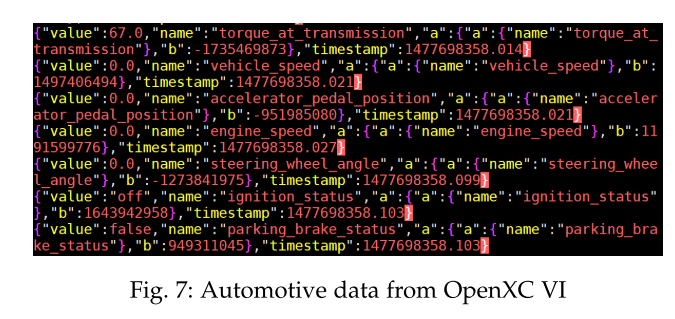 {"value":67.0,"name":"torque_at_transmission","a":{"a":{"name":"torque_at_
transmission"},"b":-1735469873},"timestamp":1477698358.014}
{"value":0.0,"name":"vehicle_speed","a":{"a":{"name":"vehicle_speed"},"b":
1497406494},"timestamp":1477698358.021}
{"value":0.0,"name":"accelerator_pedal_position","a":{"a":{"name":"acceler
ator_pedal_position"},"b":-951985080},"timestamp":1477698358.021}
{"value":0.0,"name":"engine_speed","a":{"a":{"name":"engine_speed"},"b":11
91599776},"timestamp":1477698358.027}
{"value":0.0,"name":"steering_wheel_angle","a":{"a":{"name":"steering_whee
l_angle"},"b":-1273841975},"timestamp":1477698358.099}
{"value":"off","name":"ignition_status","a":{"a":{"name":"ignition_status"
},"b":1643942958},"timestamp":1477698358.103}
{"value":false,"name":"parking_brake_status","a":{"a":{"name":"parking_bra
ke_status"},"b":949311045},"timestamp":1477698358.103}
Fig. 7: Automotive data from OpenXC VI